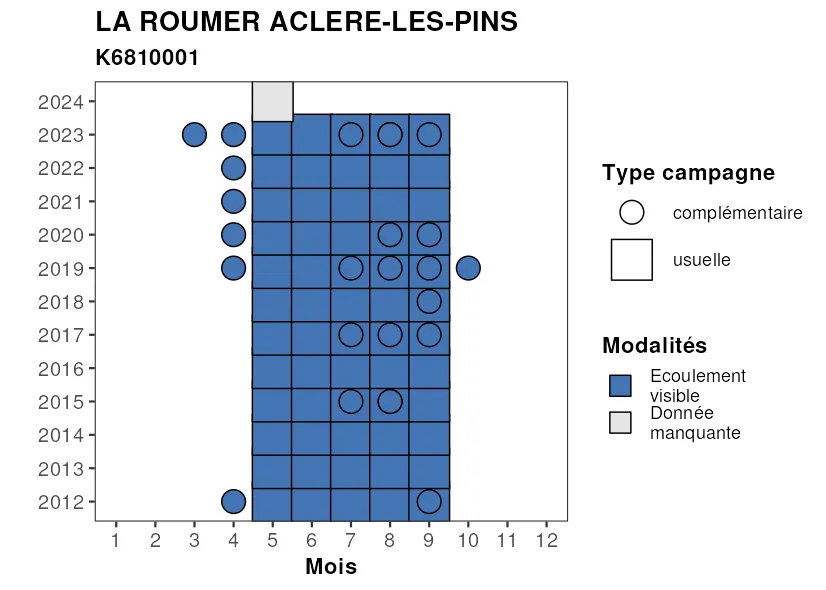 LA ROUMER ACLERE-LES-PINS
K6810001
2024
2023
2022
2021
2020
2019
2018
2017
2016
2015
2014
2013
2012
1 2 3 4 5 6 7 8 9 10 11 12
Mois
Type campagne
complémentaire
usuelle
Modalités
Ecoulement
visible
Donnée
manquante